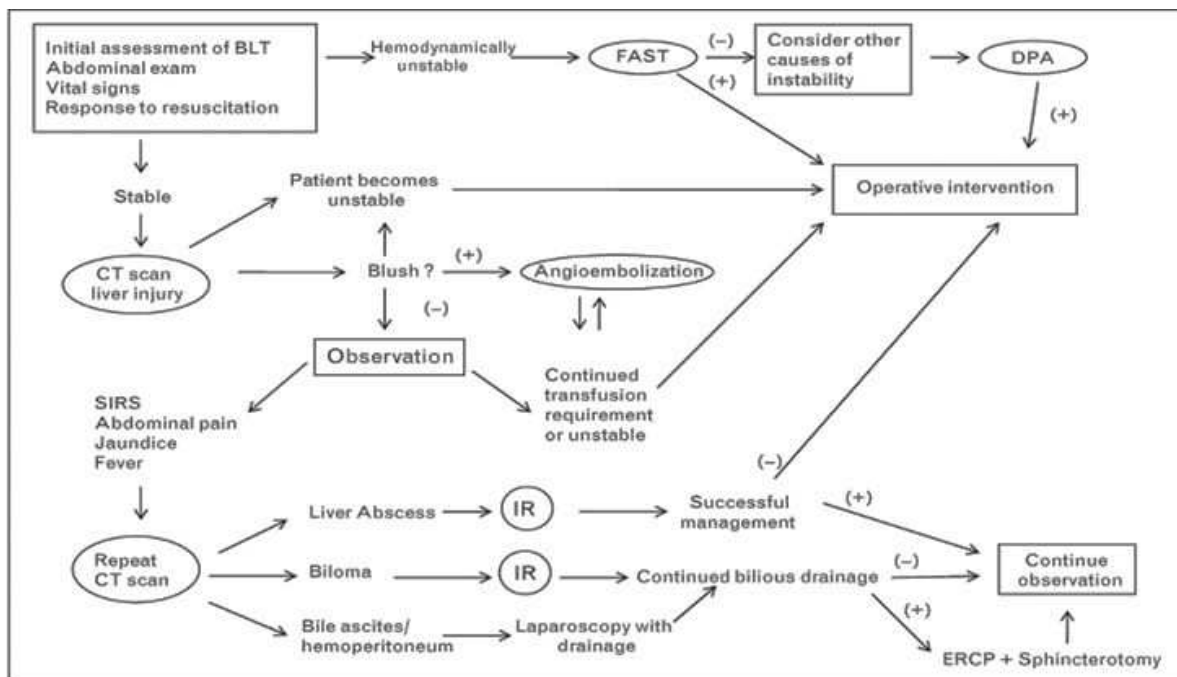 Initial assessment of BLT
Abdominal exam
Vital signs
Response to resuscitation
Hemodynamically
unstable
FAST
(–)
(+)
Consider other
causes of
instability
DPA
(+)
Stable
Patient becomes
unstable
Operative intervention
CT scan
liver injury
Blush ?
(+)
Angioembolization
(–)
Observation
Continued
transfusion
requirement
or unstable
SIRS
Abdominal pain
Jaundice
Fever
(–)
Liver Abscess
IR
Successful
management
(+)
Repeat
CT scan
Biloma
IR
Continued bilious drainage
(–)
Continue
observation
Bile ascites/
hemoperitoneum
Laparoscopy with
drainage
(+)
ERCP + Sphincterotomy